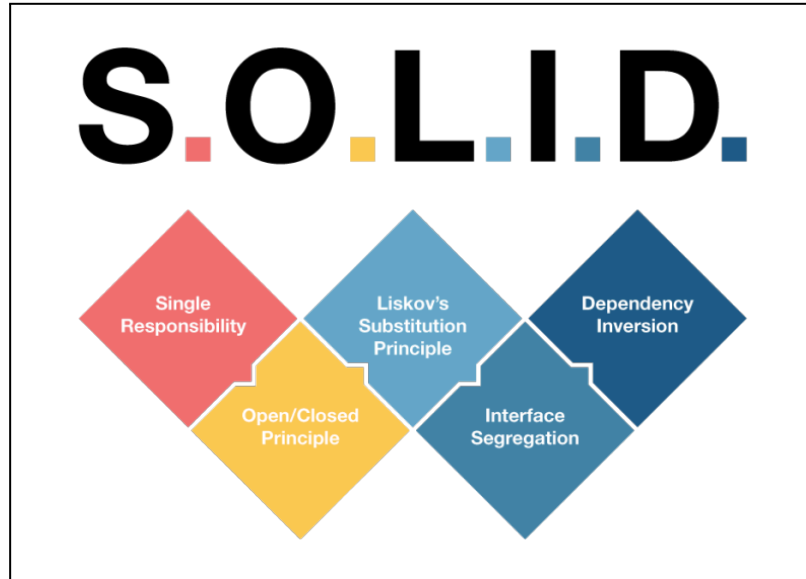 S.O.L.I.D.
Single
Responsibility
Open/Closed
Principle
Liskov's
Substitution
Principle
Interface
Segregation
Dependency
Inversion